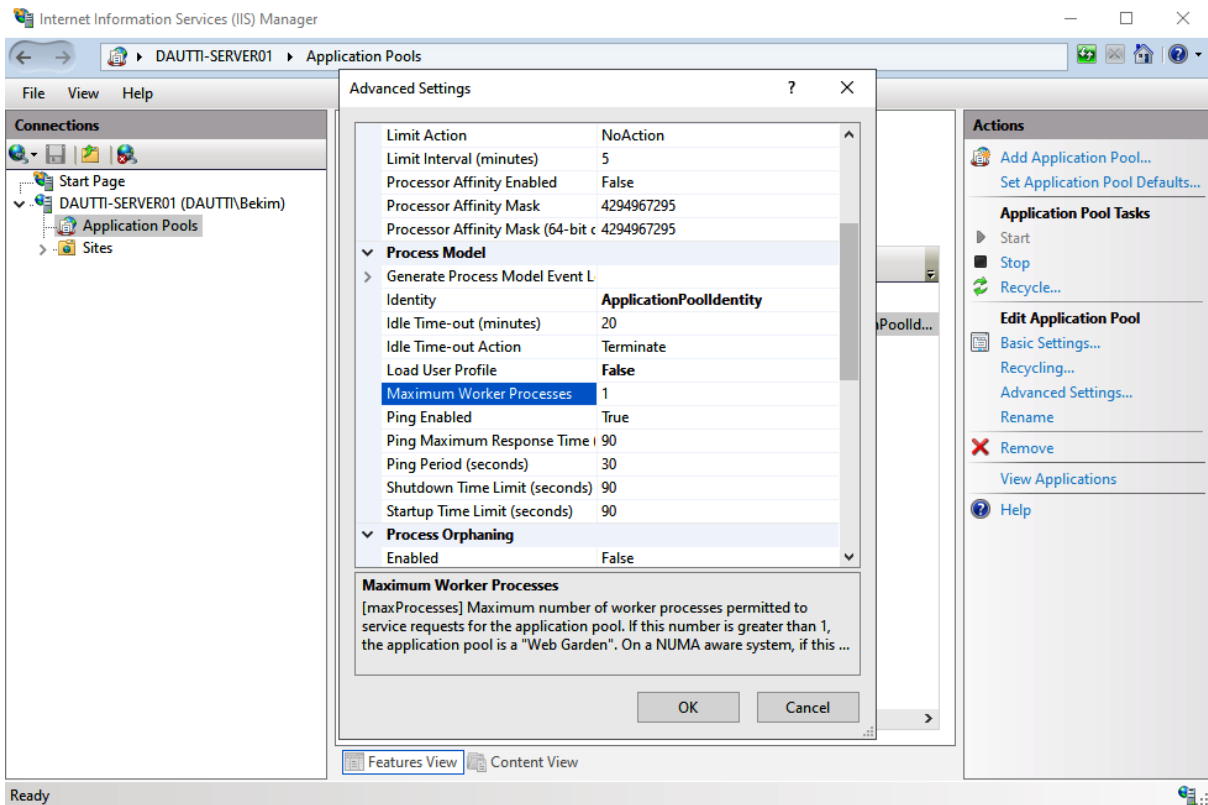 Internet Information Services (IIS) Manager
DAUTTI-SERVER01 Application Pools
File View Help
Connections
Start Page
DAUTTI-SERVER01 (DAUTTI\Bekim)
Application Pools
Sites
Advanced Settings ? 
Limit Action NoAction
Limit Interval (minutes) 5
Processor Affinity Enabled False
Processor Affinity Mask 4294967295
Processor Affinity Mask (64-bit c 4294967295
Process Model
Generate Process Model Event L
Identity ApplicationPoolIdentity
Idle Time-out (minutes) 20
Idle Time-out Action Terminate
Load User Profile False
Maximum Worker Processes 1
Ping Enabled True
Ping Maximum Response Time ( 90
Ping Period (seconds) 30
Shutdown Time Limit (seconds) 90
Startup Time Limit (seconds) 90
Process Orphaning
Enabled False
Maximum Worker Processes
[maxProcesses] Maximum number of worker processes permitted to
service requests for the application pool. If this number is greater than 1,
the application pool is a "Web Garden". On a NUMA aware system, if this ...
OK Cancel
Features View Content View
Actions
Add Application Pool...
Set Application Pool Defaults...
Application Pool Tasks
Start
Stop
Recycle...
Edit Application Pool
Basic Settings...
Recycling...
Advanced Settings...
Rename
Remove
View Applications
Help
Ready